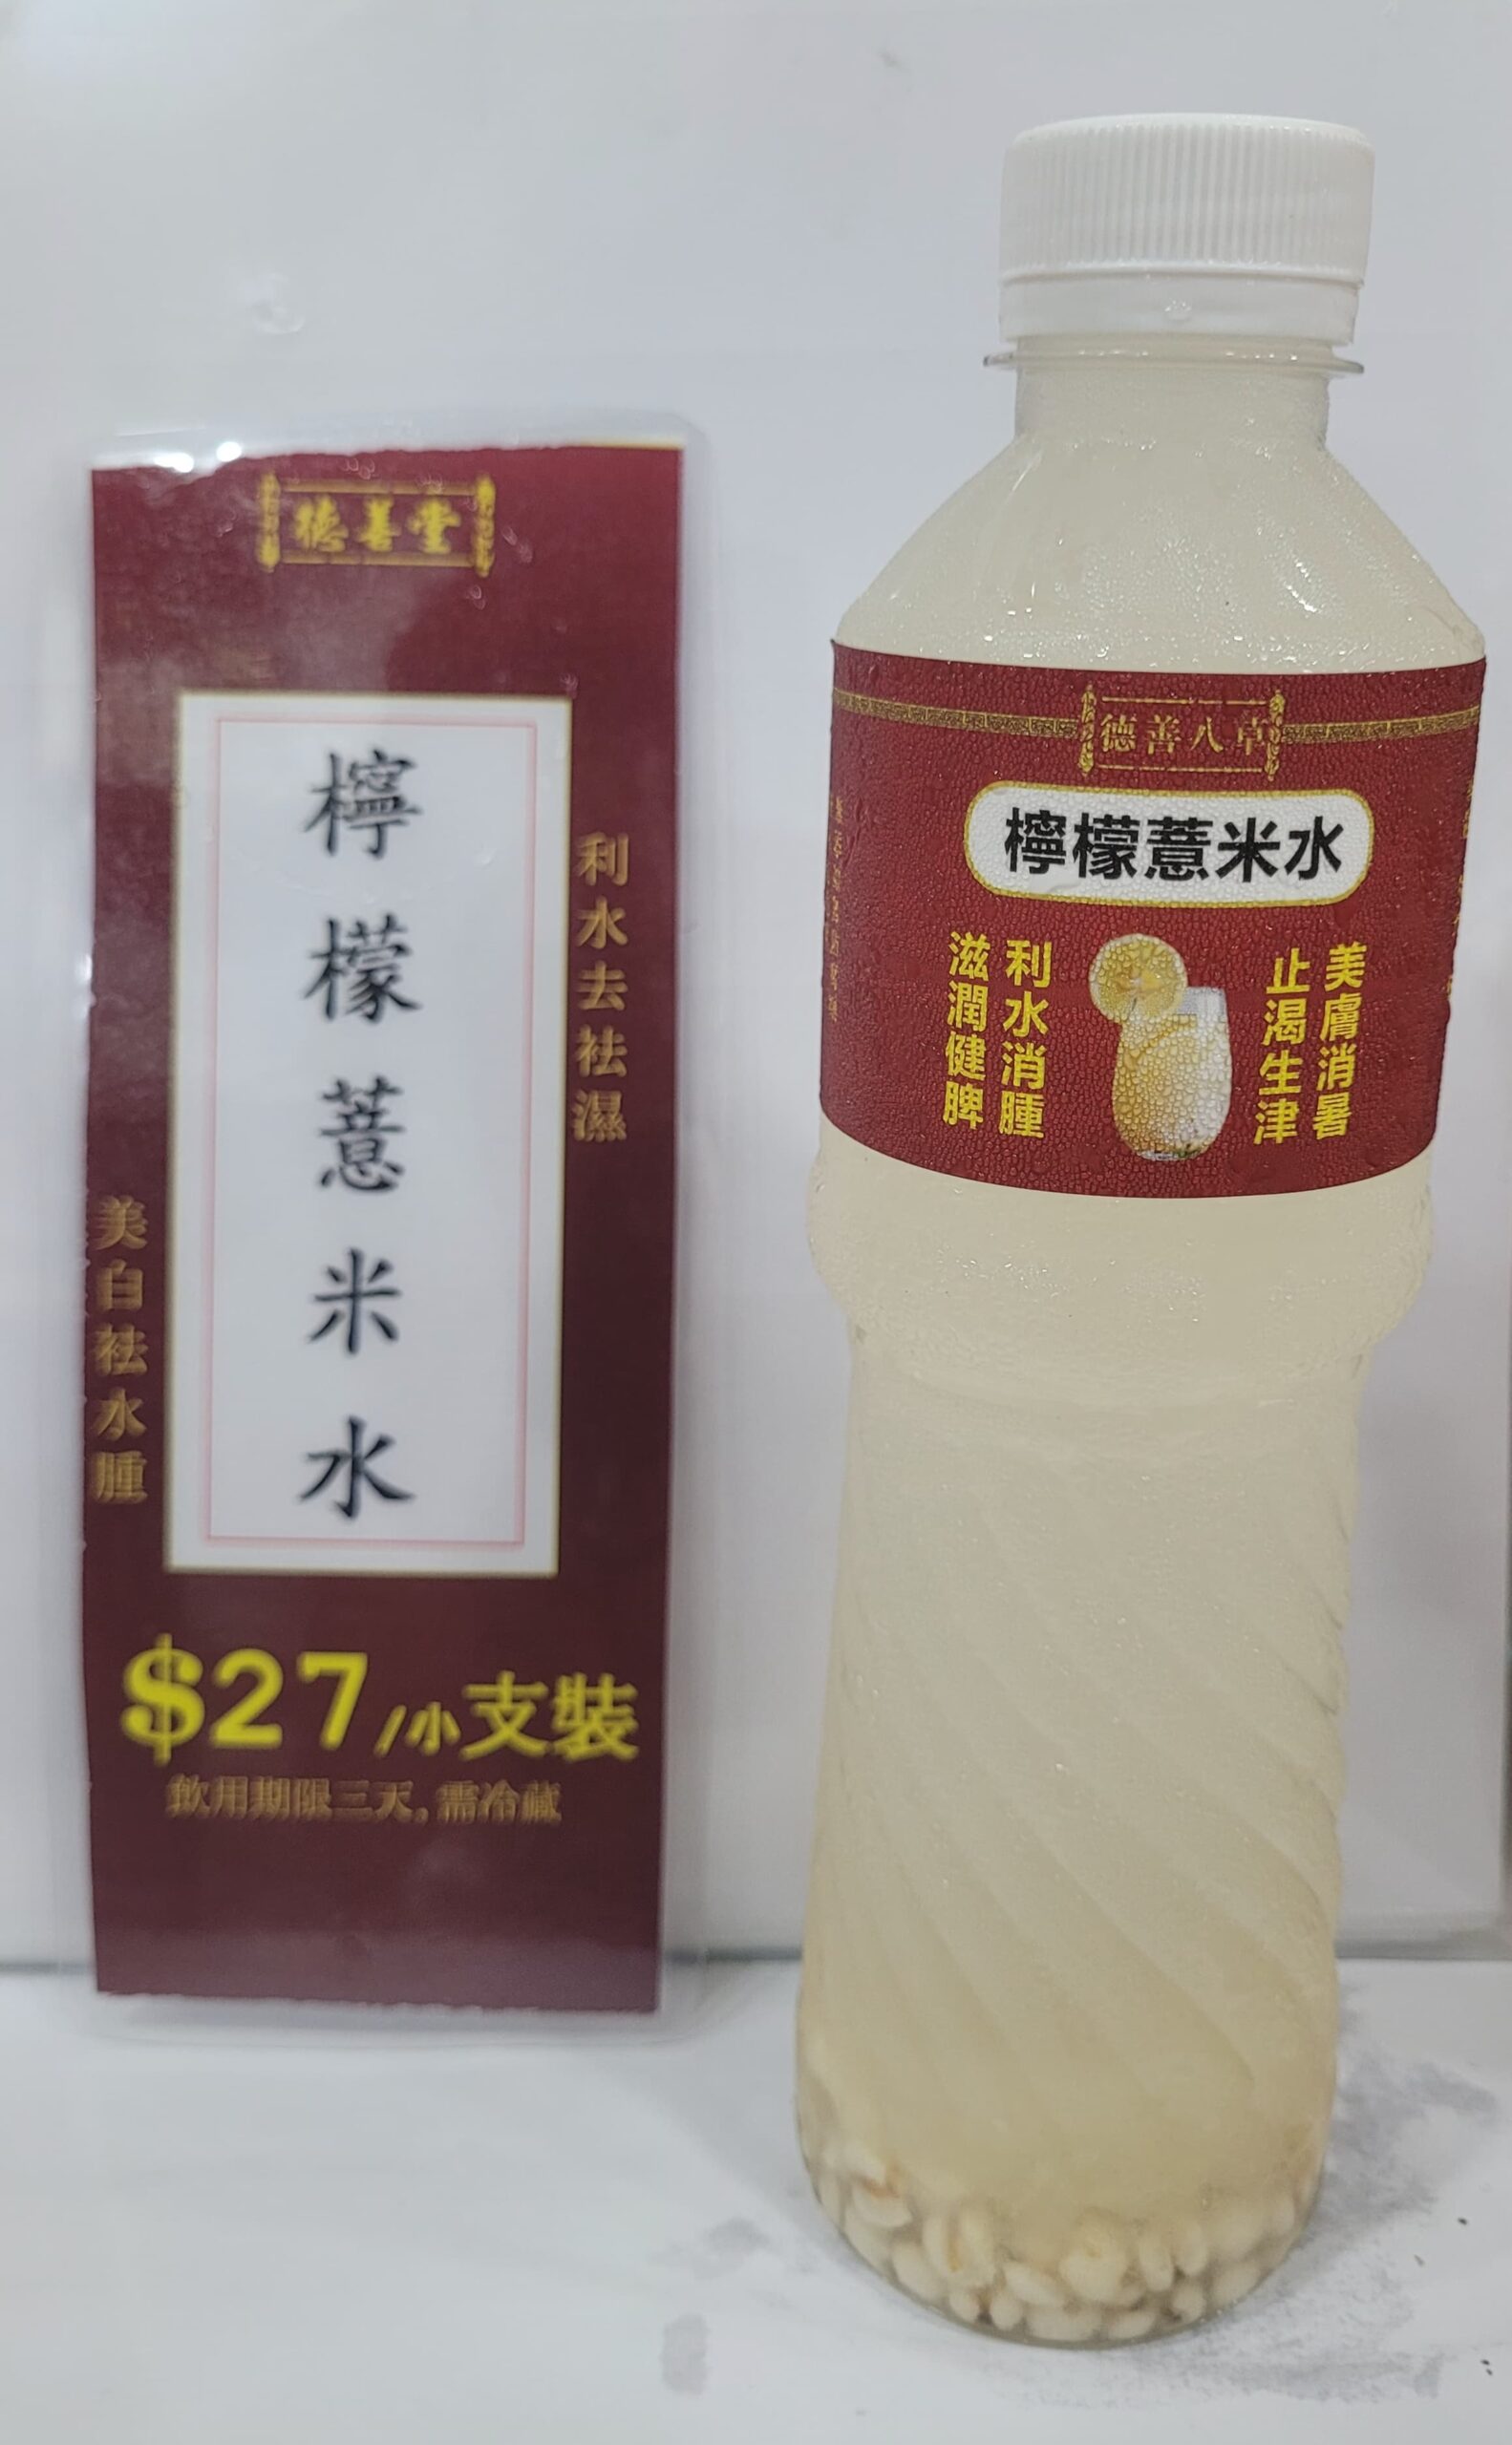 德善堂
檸檬薏米水
利水去祛濕
美白祛水腫
$27/小支裝
飲用期限三天，需冷藏
德善八草
檸檬薏米水
美膚消暑
止渴生津
利水消腫
滋潤健脾